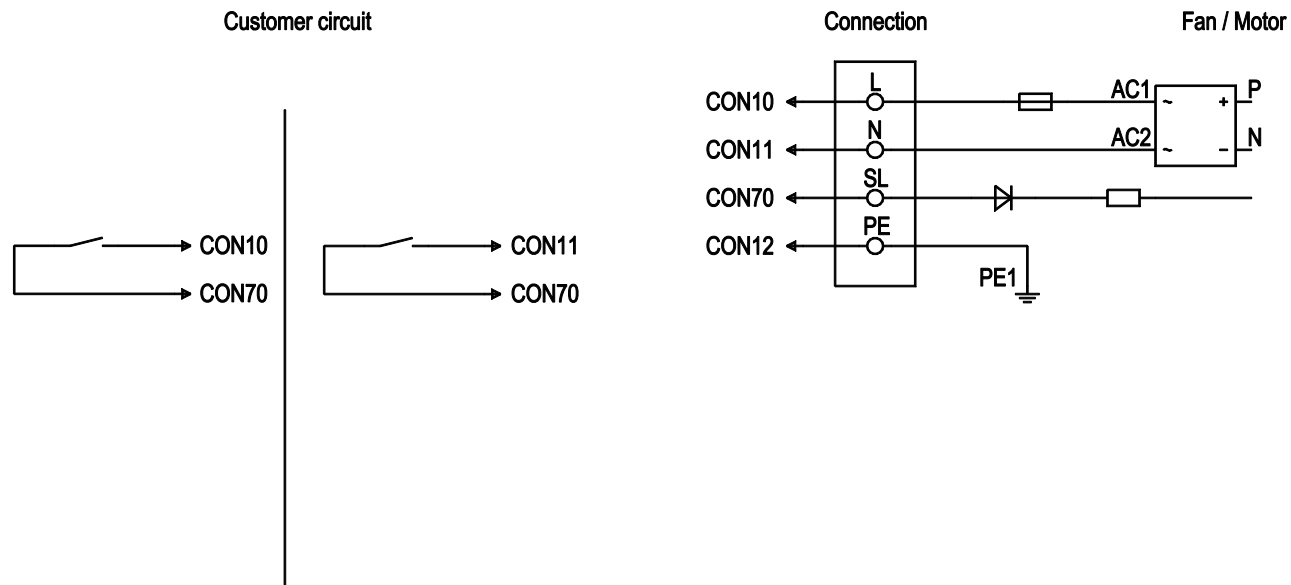 Customer circuit
CON10
CON70
CON11
CON70
Connection
Fan / Motor
L
CON10
AC1
~ + P
N
CON11
AC2
~ - N
SL
CON70
PE
CON12
PE1